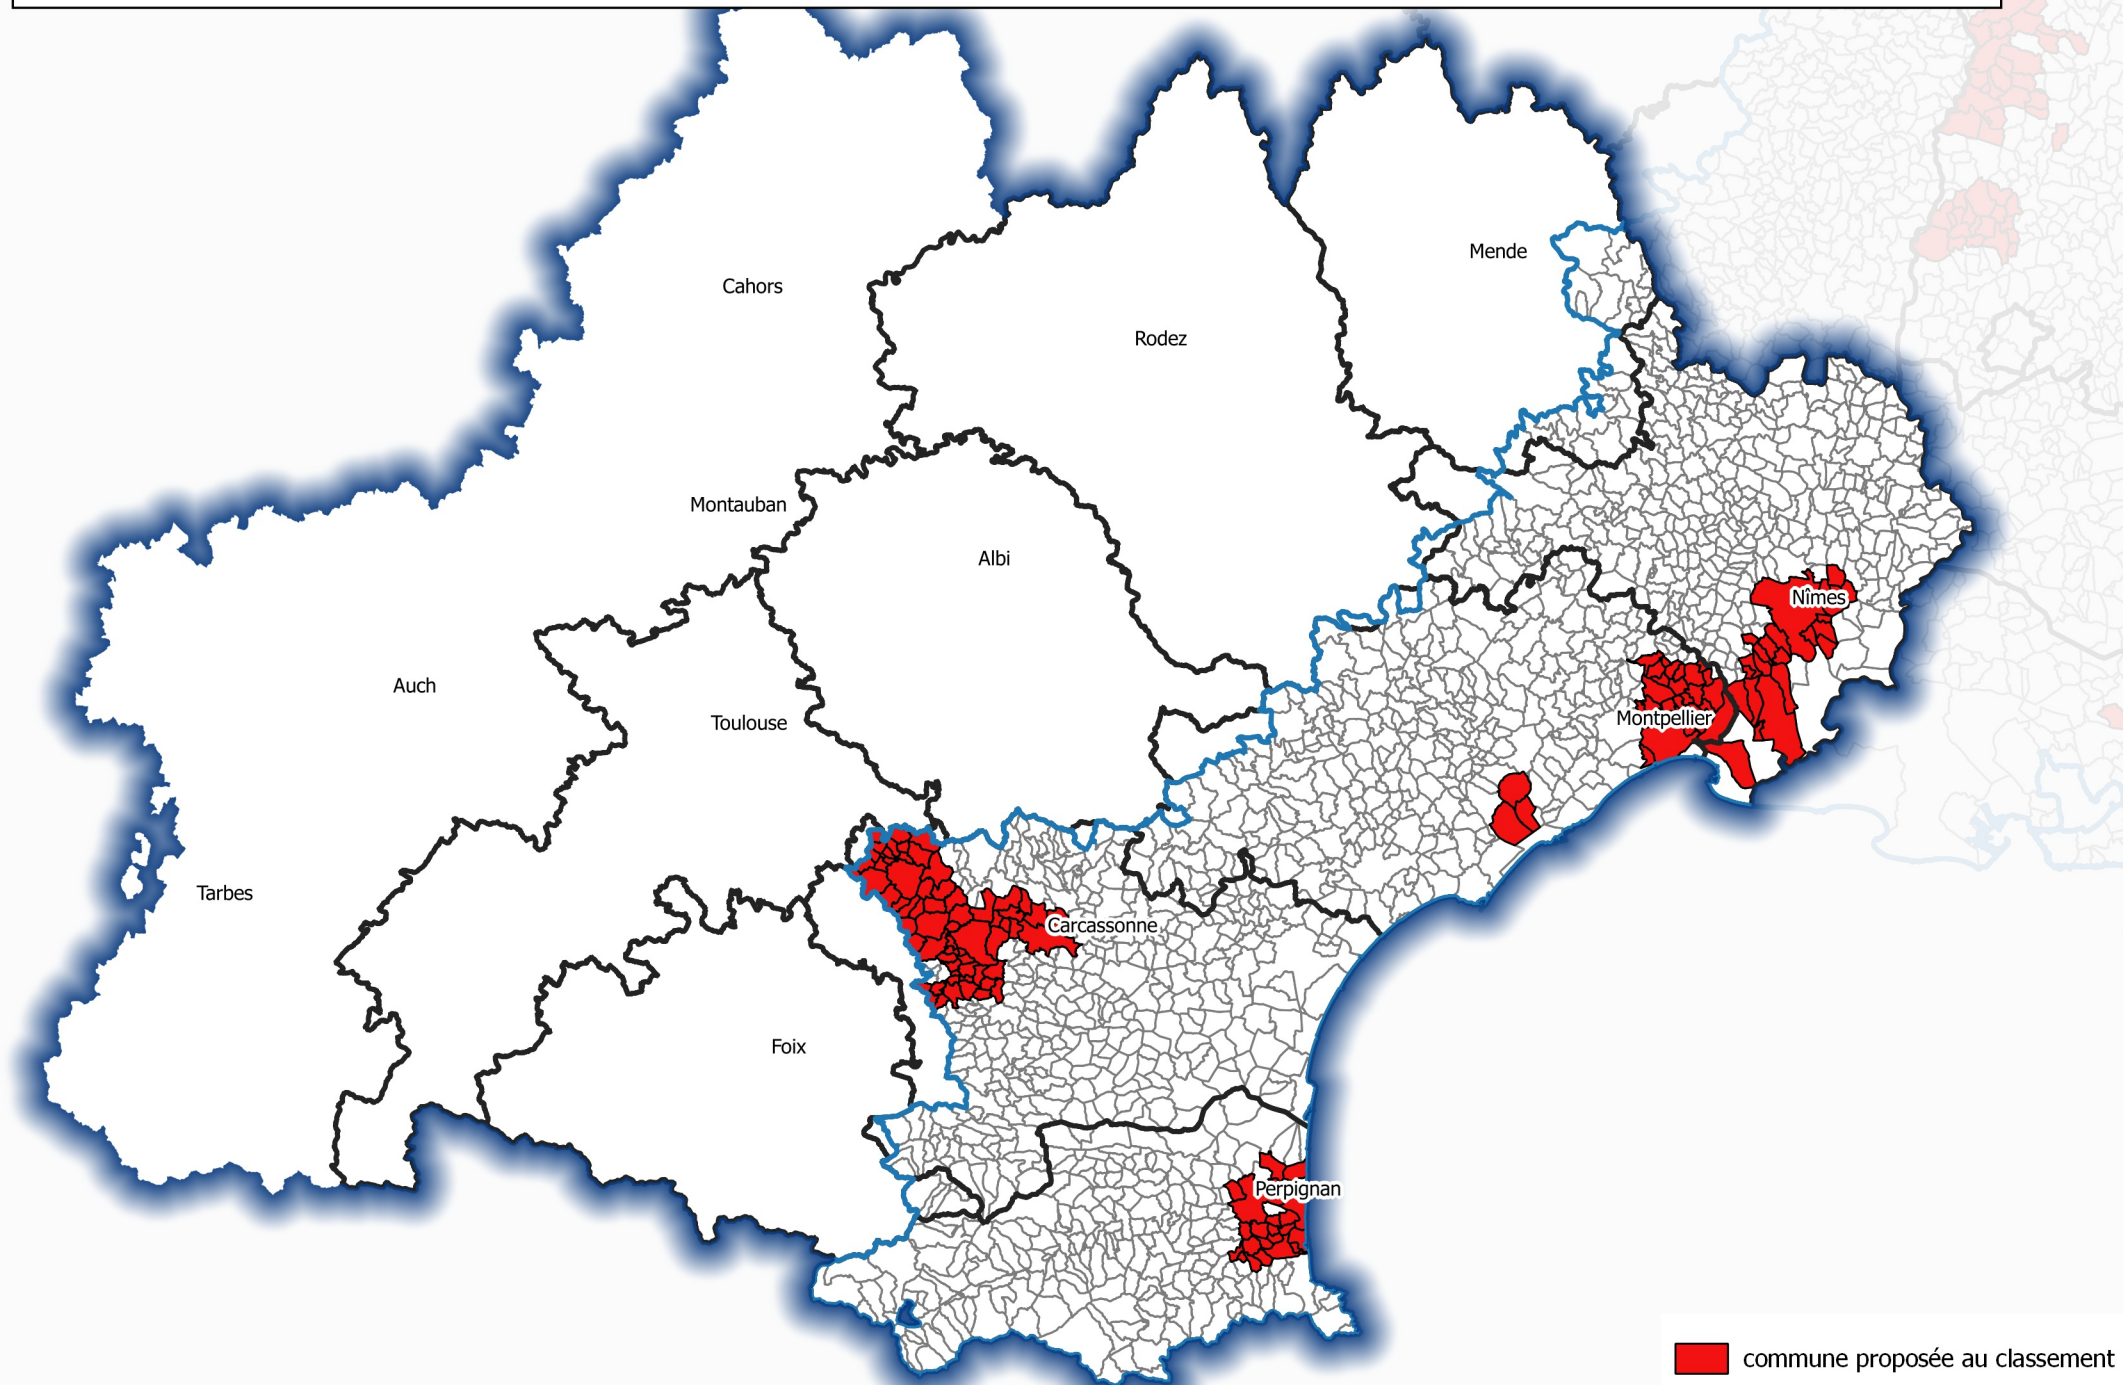 Mende
Cahors
Rodez
Montauban
Albi
Nîmes
Auch
Montpellier
Toulouse
Tarbes
Carcassonne
Foix
Perpignan
commune proposée au classement